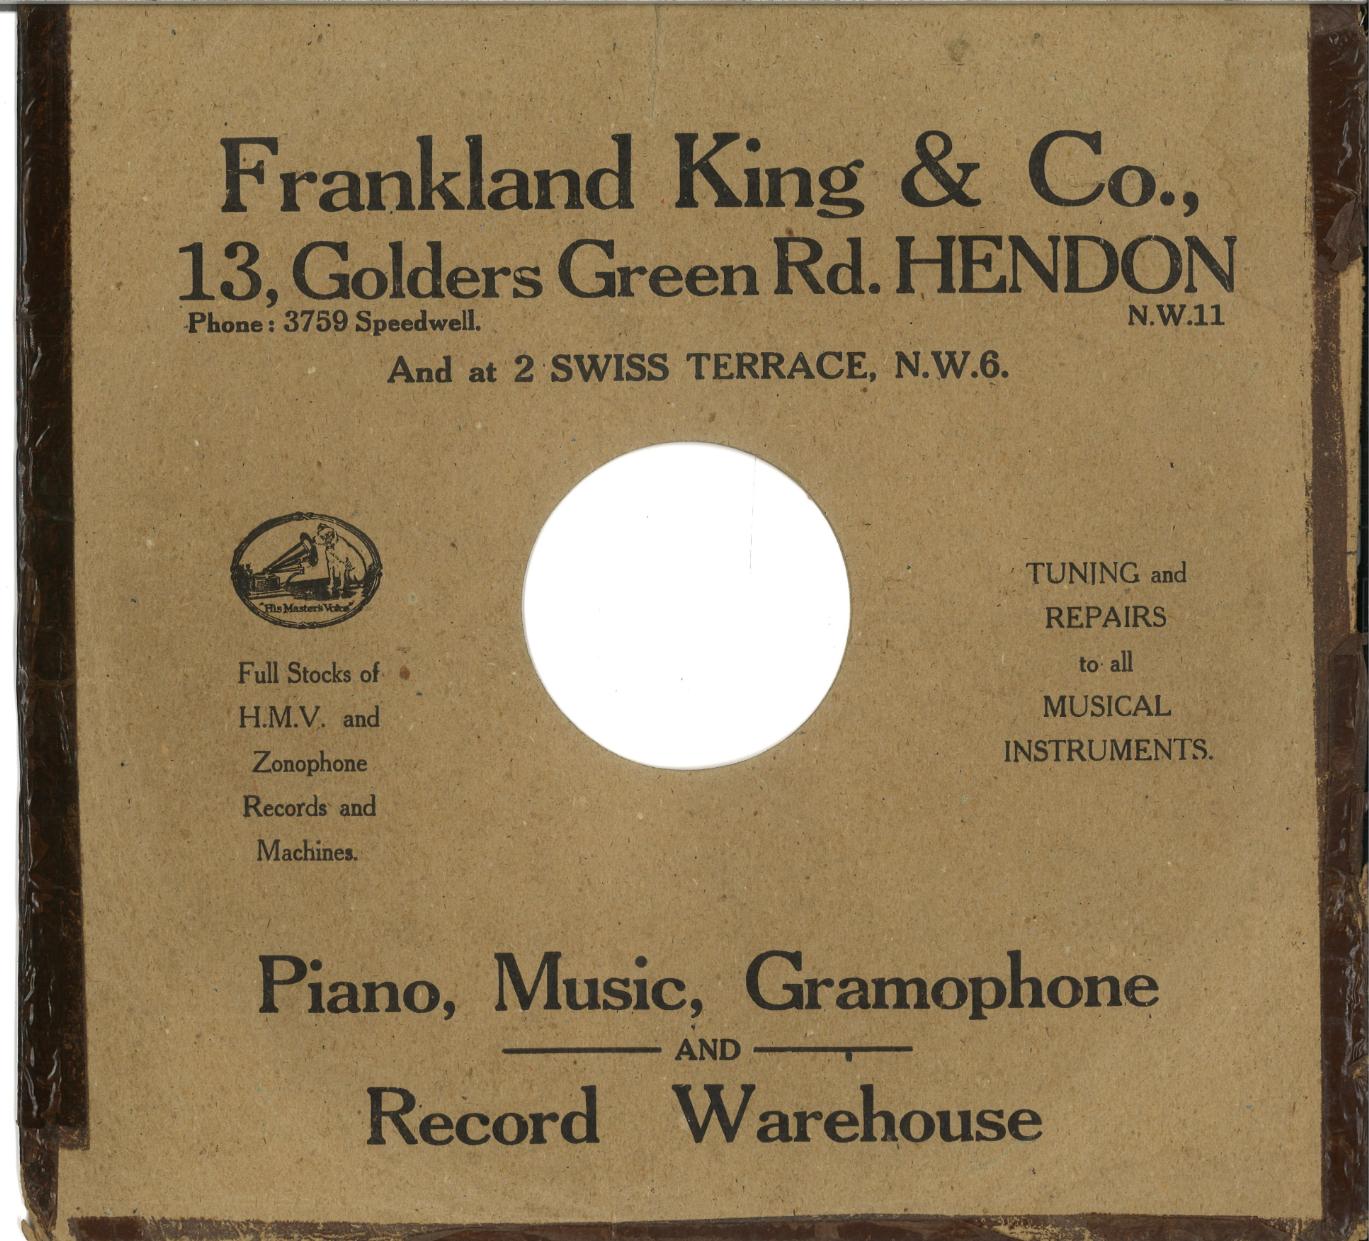 Frankland King & Co.,
13, Golders Green Rd. HENDON
Phone: 3759 Speedwell.
N.W.11
And at 2 SWISS TERRACE, N.W.6.
"His Master's Voice"
Full Stocks of
H.M.V. and
Zonophone
Records and
Machines.
TUNING and
REPAIRS
to all
MUSICAL
INSTRUMENTS.
Piano, Music, Gramophone
AND
Record Warehouse